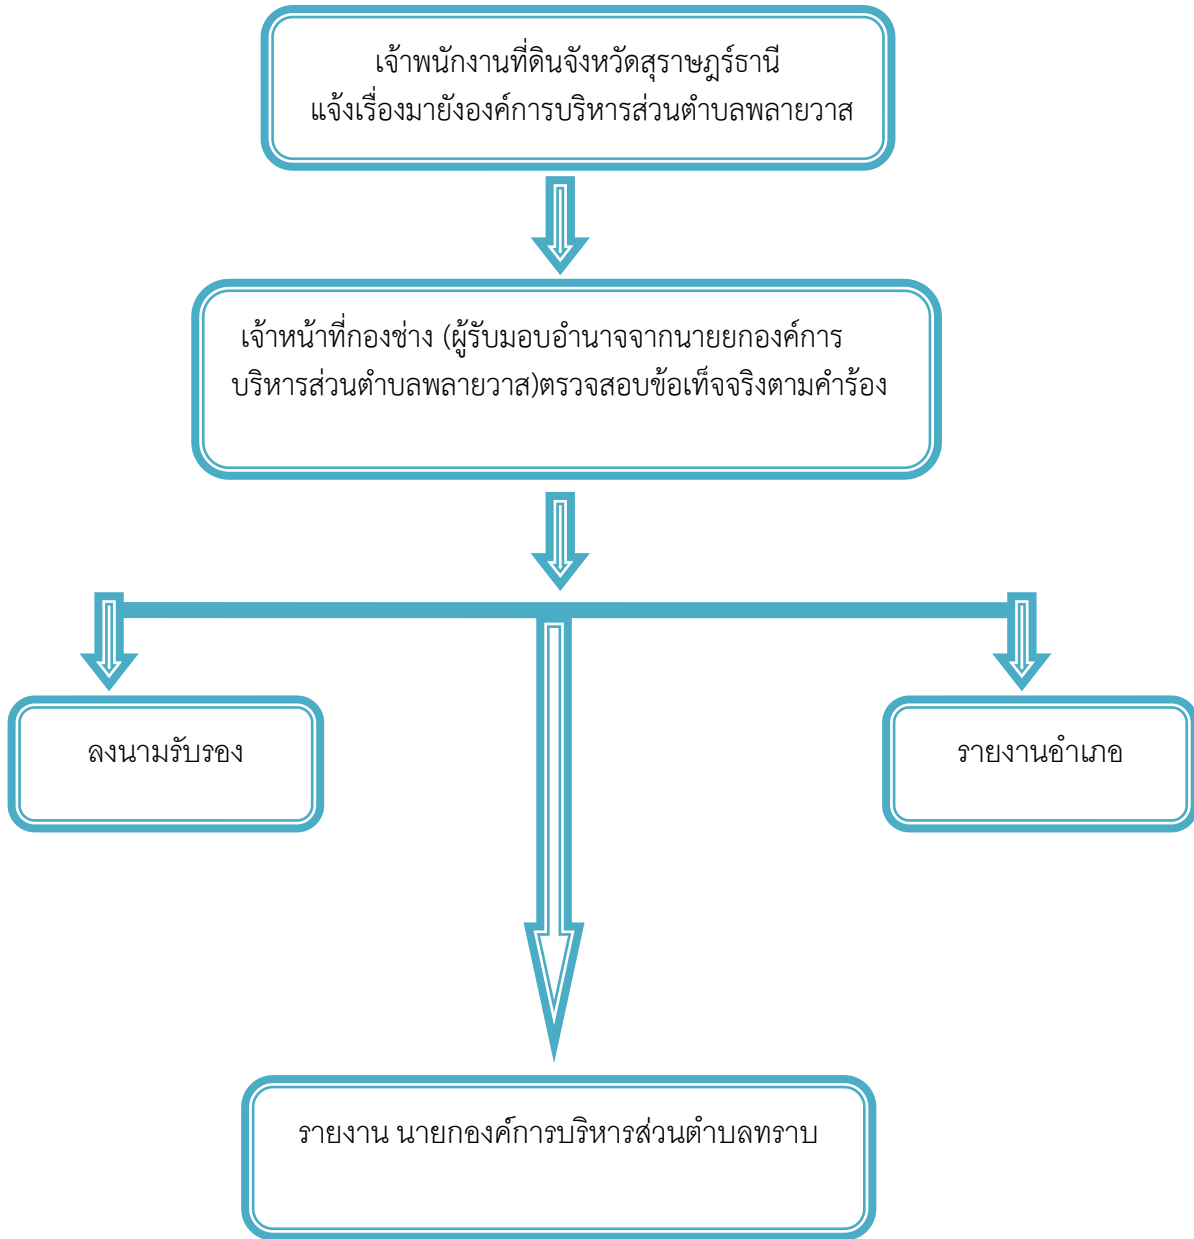 เจ้าพนักงานที่ดินจังหวัดสุราษฎร์ธานี
แจ้งเรื่องมายังองค์การบริหารส่วนตำบลพลายวาส
เจ้าหน้าที่กองช่าง (ผู้รับมอบอำนาจจากนายยกองค์การ
บริหารส่วนตำบลพลายวาส)ตรวจสอบข้อเท็จจริงตามคำร้อง
ลงนามรับรอง
รายงานอำเภอ
รายงาน นายกองค์การบริหารส่วนตำบลทราบ